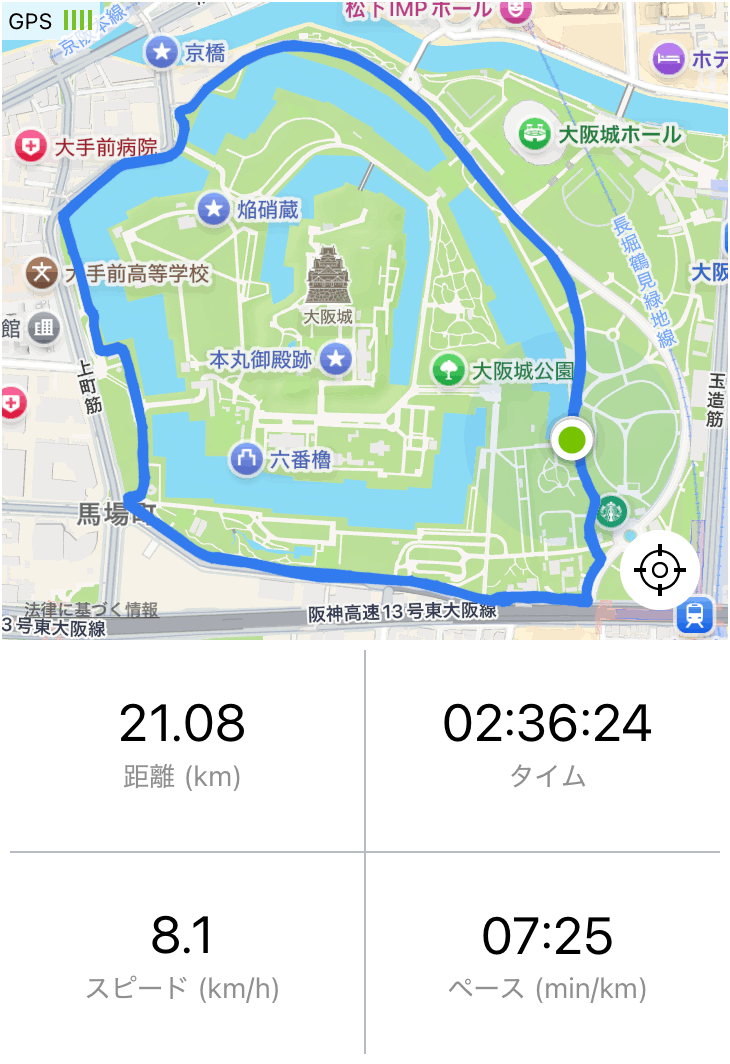 GPS
京阪本線
松下IMPホール
京橋
ホテ
大手前病院
大阪城ホール
焔硝蔵
長堀鶴見緑地線
大手前高等学校
大阪
大阪城
館
本丸御殿跡
大阪城公園
上町筋
玉造筋
六番櫓
馬場町
法律に基づく情報
阪神高速13号東大阪線
3号東大阪線
21.08
距離 (km)
02:36:24
タイム
8.1
スピード (km/h)
07:25
ペース (min/km)